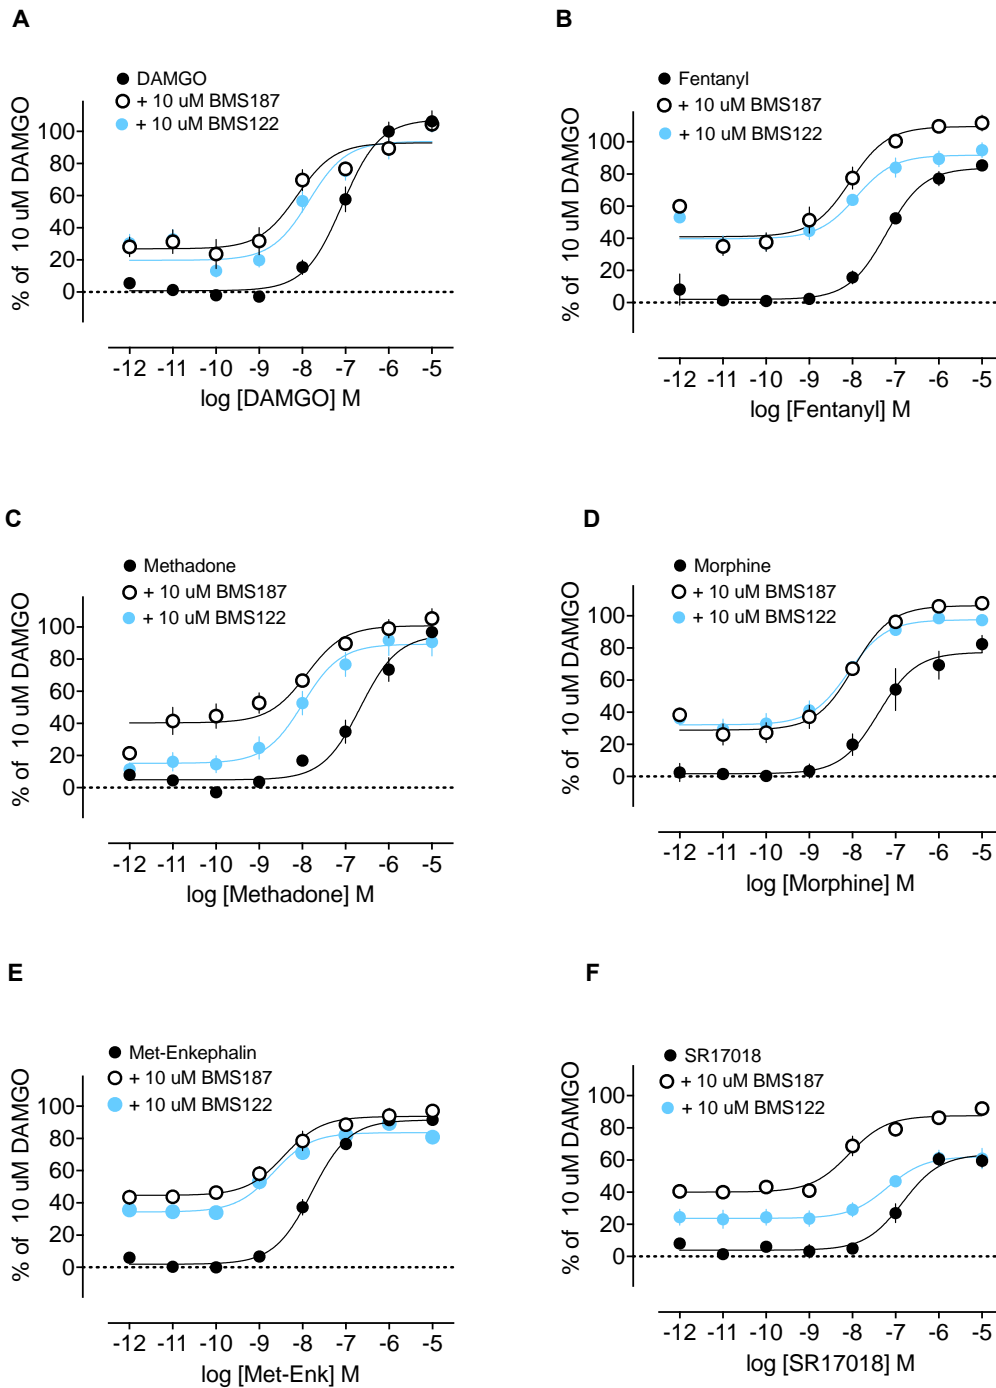 A
DAMGO
+ 10 uM BMS187
+ 10 uM BMS122
% of 10 uM DAMGO
100
80
60
40
20
0
-12 -11 -10 -9 -8 -7 -6 -5
log [DAMGO] M
B
Fentanyl
+ 10 uM BMS187
+ 10 uM BMS122
% of 10 uM DAMGO
100
80
60
40
20
0
-12 -11 -10 -9 -8 -7 -6 -5
log [Fentanyl] M
C
Methadone
+ 10 uM BMS187
+ 10 uM BMS122
% of 10 uM DAMGO
100
80
60
40
20
0
-12 -11 -10 -9 -8 -7 -6 -5
log [Methadone] M
D
Morphine
+ 10 uM BMS187
+ 10 uM BMS122
% of 10 uM DAMGO
100
80
60
40
20
0
-12 -11 -10 -9 -8 -7 -6 -5
log [Morphine] M
E
Met-Enkephalin
+ 10 uM BMS187
+ 10 uM BMS122
% of 10 uM DAMGO
100
80
60
40
20
0
-12 -11 -10 -9 -8 -7 -6 -5
log [Met-Enk] M
F
SR17018
+ 10 uM BMS187
+ 10 uM BMS122
% of 10 uM DAMGO
100
80
60
40
20
0
-12 -11 -10 -9 -8 -7 -6 -5
log [SR17018] M